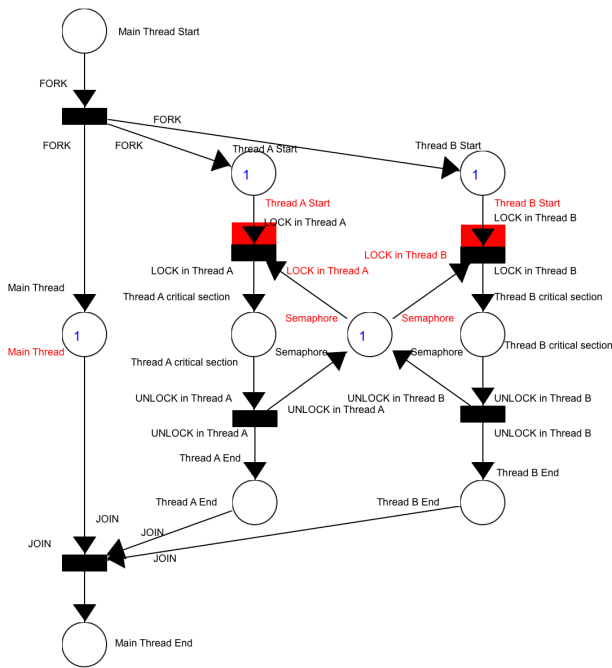 Main Thread Start
FORK
FORK
FORK
FORK
Thread A Start
Thread B Start
1
1
Thread A Start
Thread B Start
LOCK in Thread A
LOCK in Thread B
LOCK in Thread A
LOCK in Thread A
LOCK in Thread B
LOCK in Thread B
Main Thread
Thread A critical section
Thread B critical section
Semaphore
Semaphore
1
1
Main Thread
Thread A critical section
Semaphore
Semaphore
Thread B critical section
UNLOCK in Thread A
UNLOCK in Thread A
UNLOCK in Thread B
UNLOCK in Thread B
UNLOCK in Thread A
UNLOCK in Thread B
Thread A End
Thread B End
Thread A End
Thread B End
JOIN
JOIN
JOIN
JOIN
Main Thread End